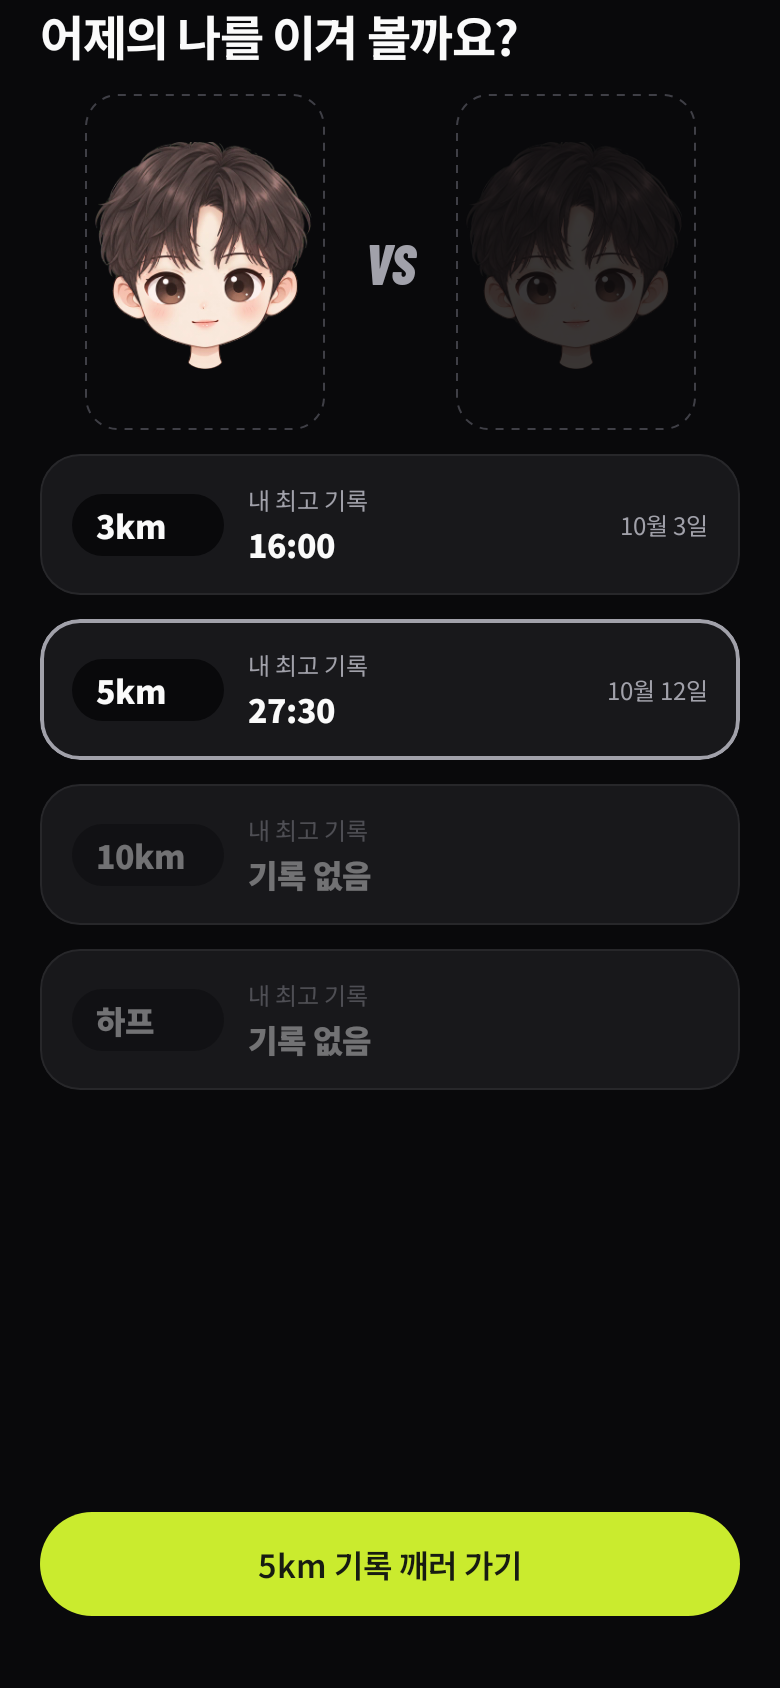 어제의 나를 이겨 볼까요?
VS
3km
내 최고 기록
16:00
10월 3일
5km
내 최고 기록
27:30
10월 12일
10km
내 최고 기록
기록 없음
하프
내 최고 기록
기록 없음
5km 기록 깨러 가기